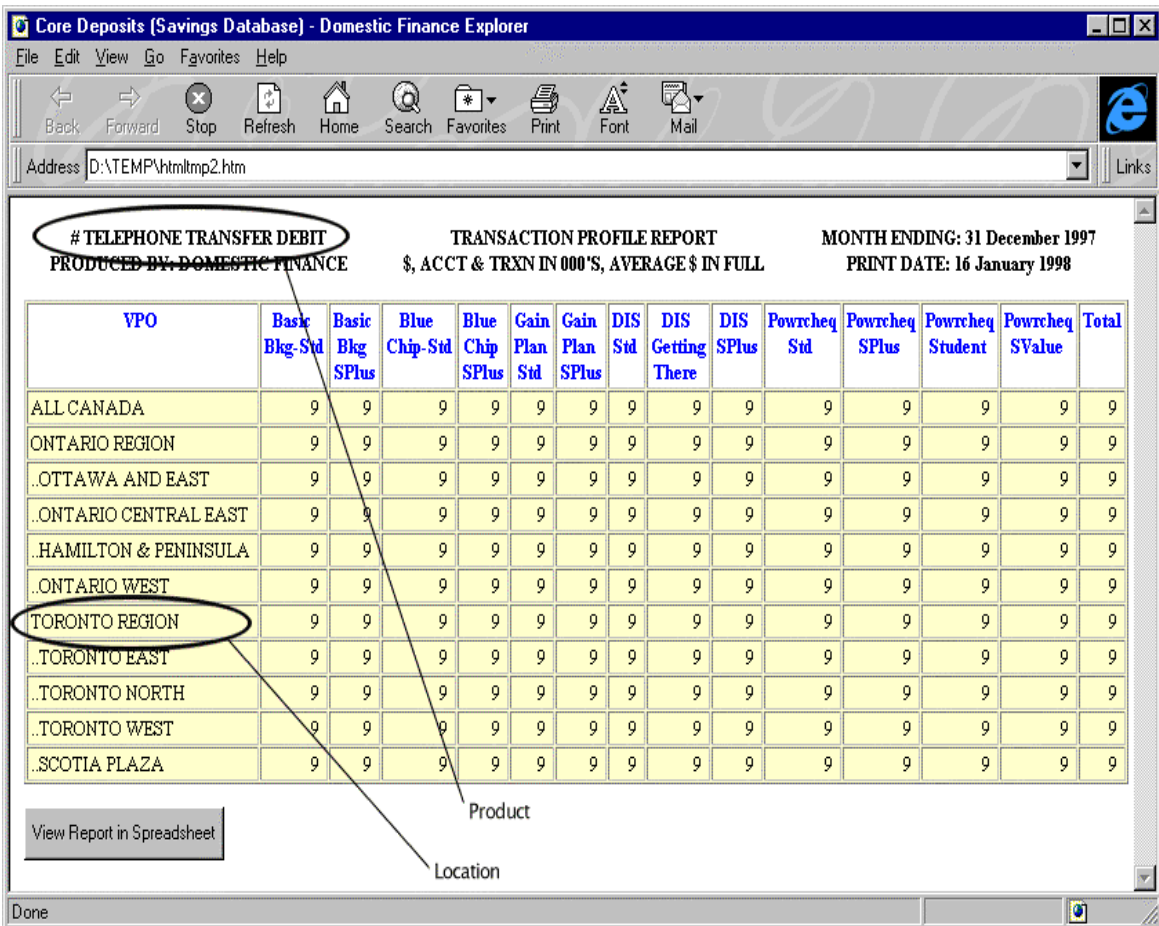 Core Deposits (Savings Database) - Domestic Finance Explorer
File Edit View Go Favorites Help
Back Forward Stop Refresh Home Search Favorites Print Font Mail
Address D:\TEMP\htmltmp2.htm Links
# TELEPHONE TRANSFER DEBIT TRANSACTION PROFILE REPORT MONTH ENDING: 31 December 1997
PRODUCED BY: DOMESTIC FINANCE $, ACCT & TRXN IN 000'S, AVERAGE $ IN FULL PRINT DATE: 16 January 1998
VPO Basic Basic Blue Blue Gain Gain DIS DIS DIS Powrcheq Powrcheq Powrcheq Powrcheq Total
Bkg-Std Bkg Chip-Std Chip Plan Plan Std Getting SPlus Std SPlus Student SValue
SPlus SPlus Std SPlus There
ALL CANADA 9 9 9 9 9 9 9 9 9 9 9 9 9 9
ONTARIO REGION 9 9 9 9 9 9 9 9 9 9 9 9 9 9
..OTTAWA AND EAST 9 9 9 9 9 9 9 9 9 9 9 9 9 9
..ONTARIO CENTRAL EAST 9 9 9 9 9 9 9 9 9 9 9 9 9 9
..HAMILTON & PENINSULA 9 9 9 9 9 9 9 9 9 9 9 9 9 9
..ONTARIO WEST 9 9 9 9 9 9 9 9 9 9 9 9 9 9
TORONTO REGION 9 9 9 9 9 9 9 9 9 9 9 9 9 9
..TORONTO EAST 9 9 9 9 9 9 9 9 9 9 9 9 9 9
..TORONTO NORTH 9 9 9 9 9 9 9 9 9 9 9 9 9 9
..TORONTO WEST 9 9 9 9 9 9 9 9 9 9 9 9 9 9
..SCOTIA PLAZA 9 9 9 9 9 9 9 9 9 9 9 9 9 9
Product
View Report in Spreadsheet
Location
Done